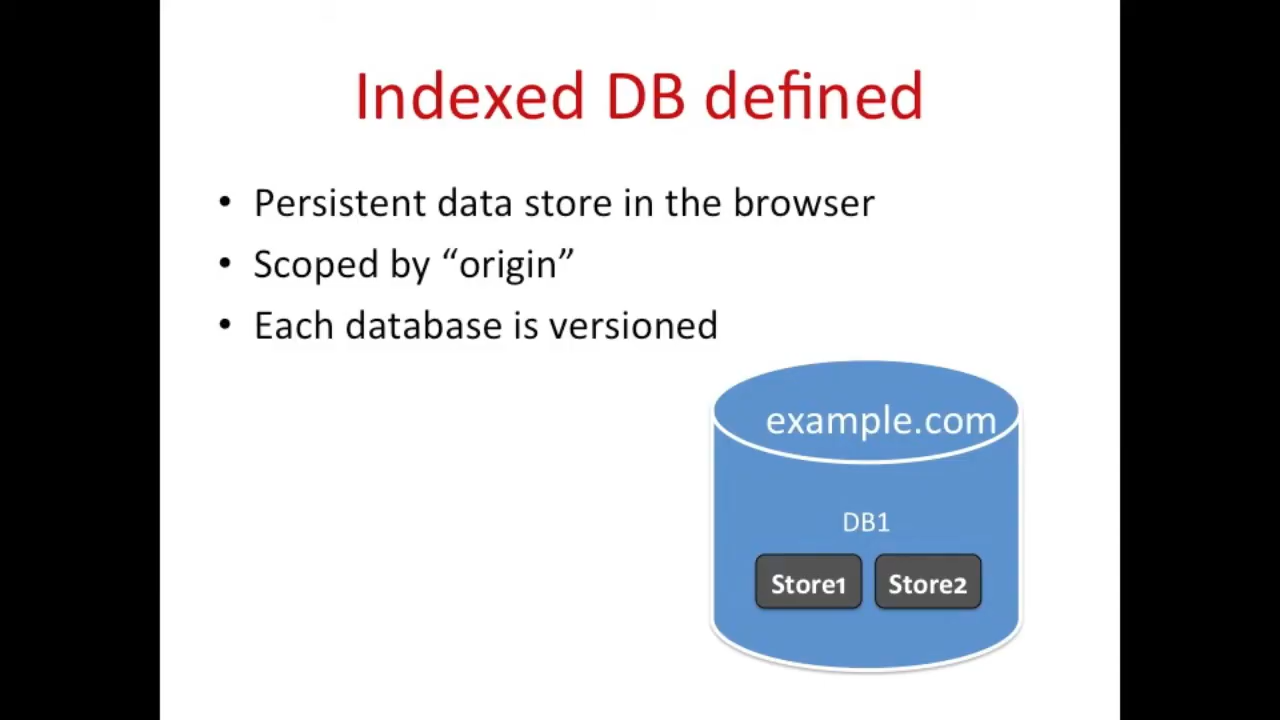 Indexed DB defined
• Persistent data store in the browser
• Scoped by “origin”
• Each database is versioned
example.com
DB1
Store1 Store2